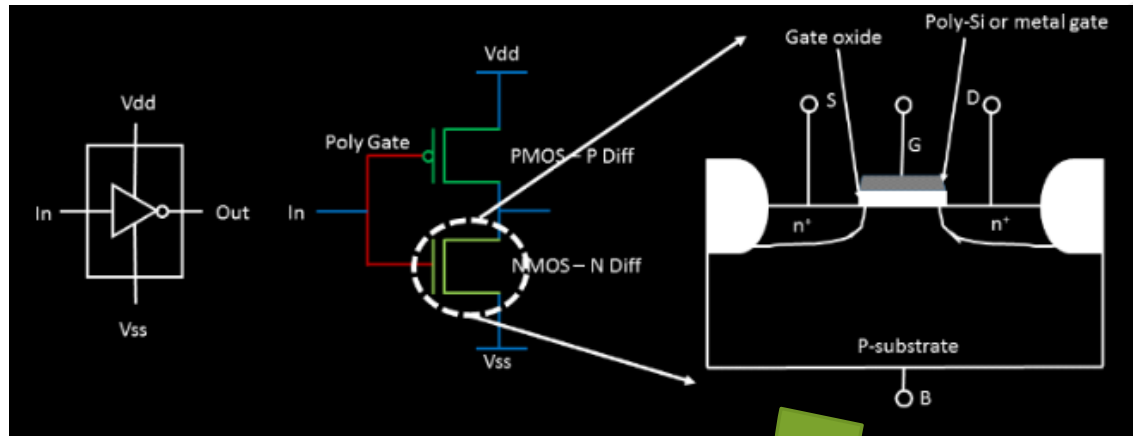 Vdd
In
Out
Vss
Vdd
Poly Gate
PMOS – P Diff
In
NMOS – N Diff
Vss
Poly-Si or metal gate
Gate oxide
S
D
G
n⁺
n⁺
P-substrate
B